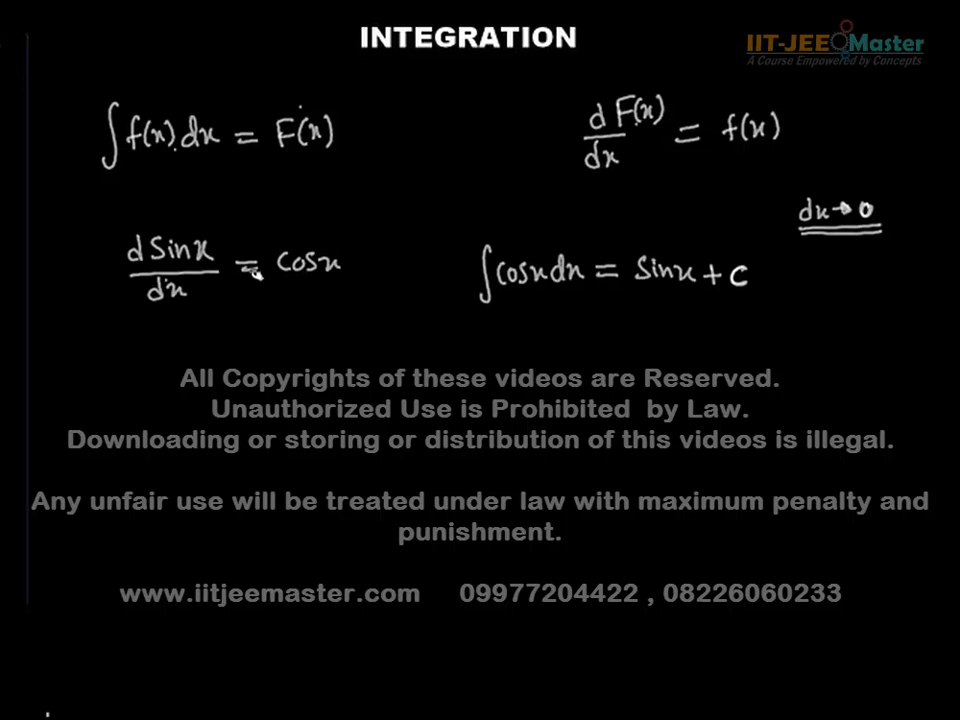 INTEGRATION
IIT-JEE Master
A Course Empowered by Concepts
∫f(x).dx = F(x)
d F(x)/dx = f(x)
dx→0
d Sinx/dx = cosx
∫cosxdx = sinx + c
All Copyrights of these videos are Reserved.
Unauthorized Use is Prohibited by Law.
Downloading or storing or distribution of this videos is illegal.
Any unfair use will be treated under law with maximum penalty and
punishment.
www.iitjeemaster.com 09977204422 , 08226060233